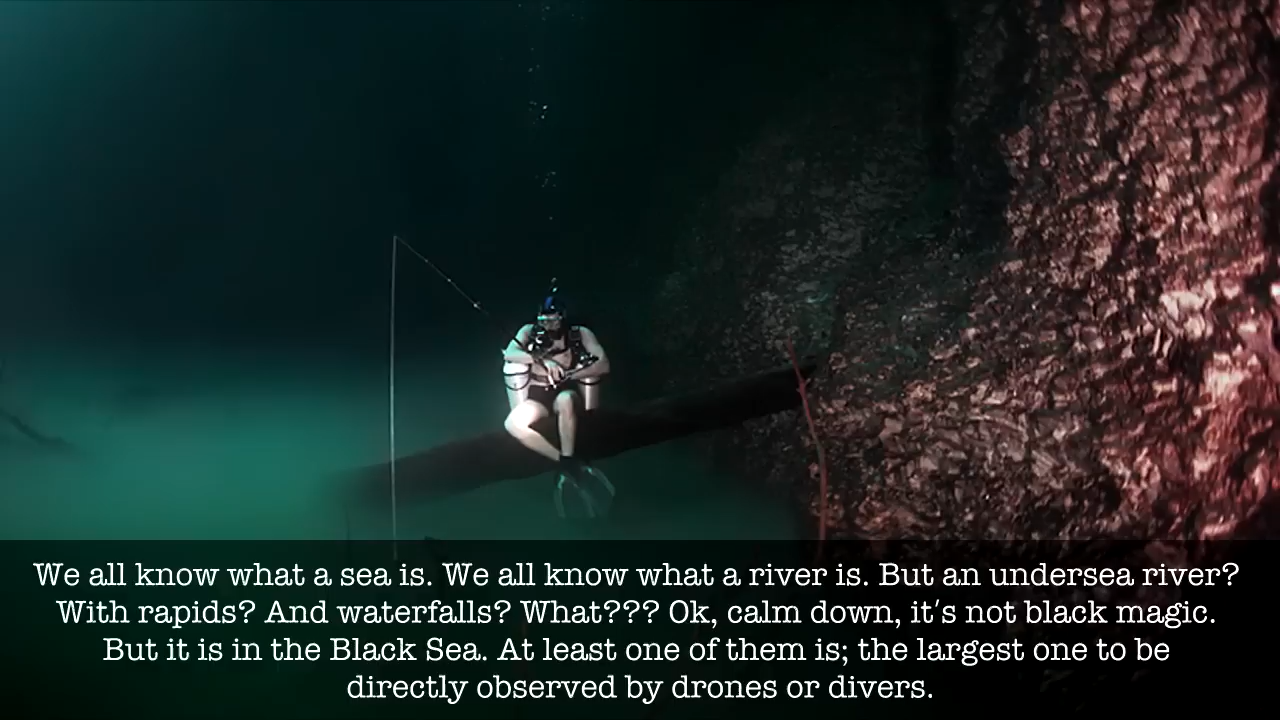 We all know what a sea is. We all know what a river is. But an undersea river?
With rapids? And waterfalls? What??? Ok, calm down, it's not black magic.
But it is in the Black Sea. At least one of them is; the largest one to be
directly observed by drones or divers.